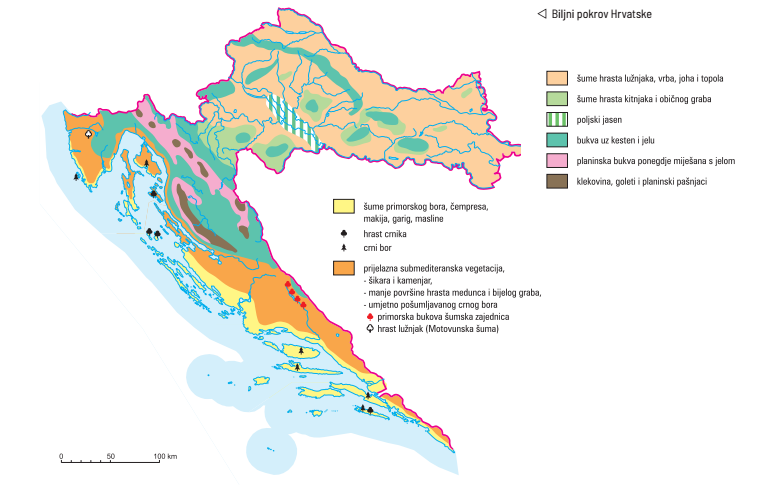 ◁ Biljni pokrov Hrvatske
šume hrasta lužnjaka, vrba, joha i topola
šume hrasta kitnjaka i običnog graba
poljski jasen
bukva uz kesten i jelu
planinska bukva ponegdje miješana s jelom
klekovina, goleti i planinski pašnjaci
šume primorskog bora, čempresa,
makija, garig, masline
hrast crnika
crni bor
prijelazna submediteranska vegetacija,
- šikara i kamenjar,
- manje površine hrasta medunca i bijelog graba,
- umjetno pošumljavanog crnog bora
primorska bukova šumska zajednica
hrast lužnjak (Motovunska šuma)
0 50 100 km